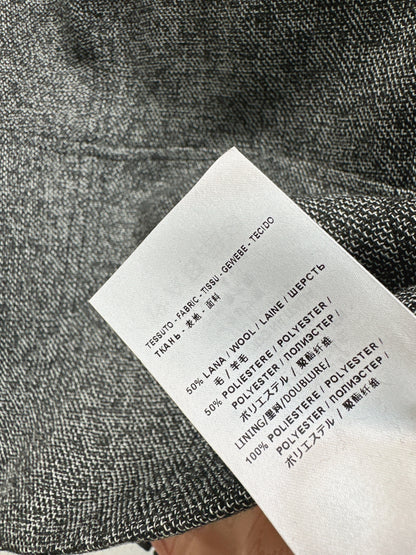 TESSUTO - FABRIC - TISSU - GEWEBE - TECIDO
ТКАНЬ - 表地 - 面料
50% LANA / WOOL / LAINE / ШЕРСТЬ
毛 / 羊毛
50% POLIESTERE / POLYESTER /
POLYESTER / ПОЛИЭСТЕР /
ポリエステル / 聚酯纤维
LINING/里料/DOUBLURE/
100% POLIESTERE / POLYESTER /
POLYESTER / ПОЛИЭСТЕР /
ポリエステル / 聚酯纤维